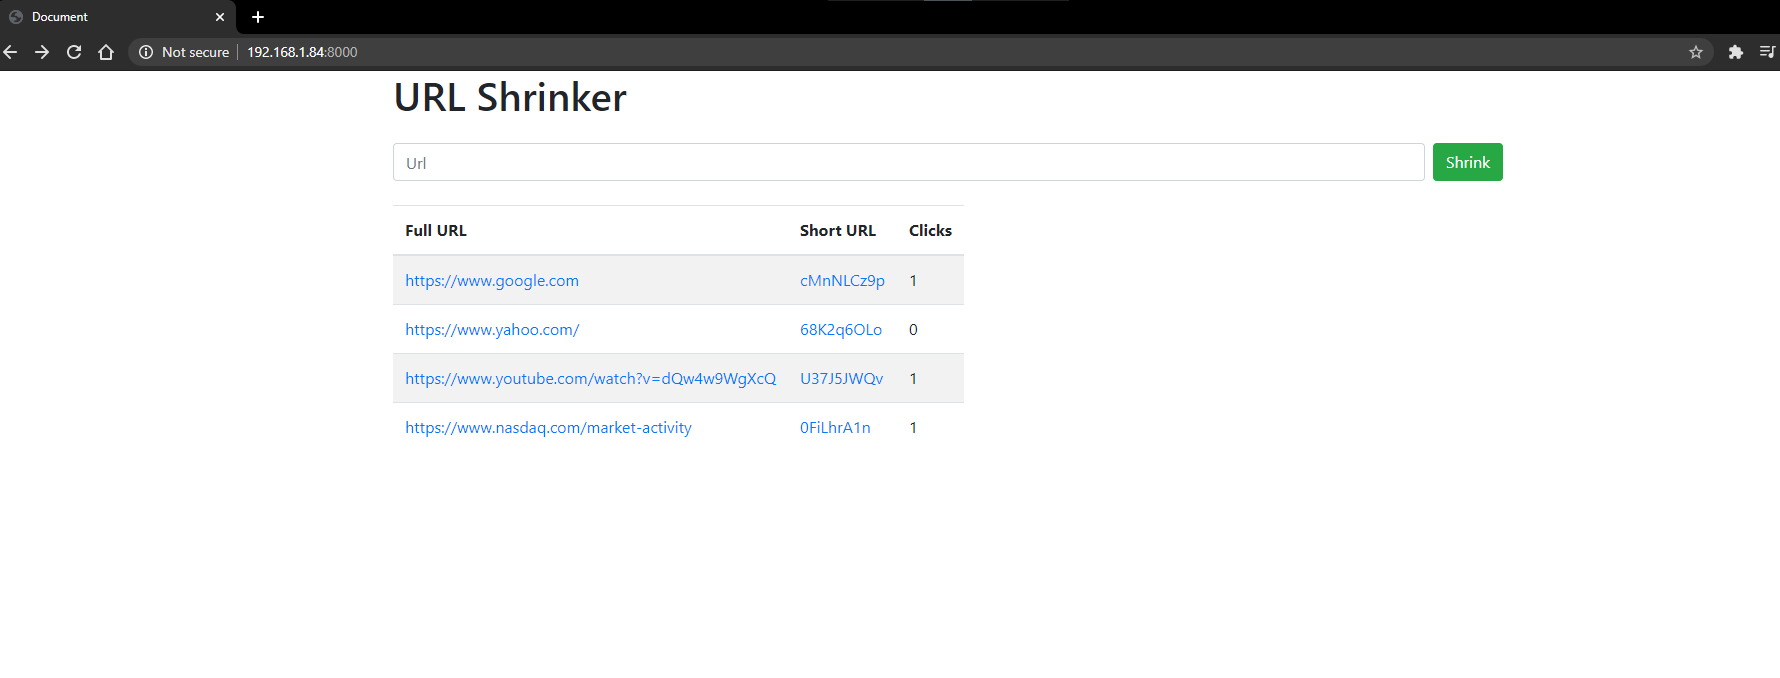 Document
Not secure 192.168.1.84:8000
URL Shrinker
Url Shrink
Full URL Short URL Clicks
https://www.google.com cMnNLCz9p 1
https://www.yahoo.com/ 68K2q6OLo 0
https://www.youtube.com/watch?v=dQw4w9WgXcQ U37J5JWQv 1
https://www.nasdaq.com/market-activity 0FiLhrA1n 1